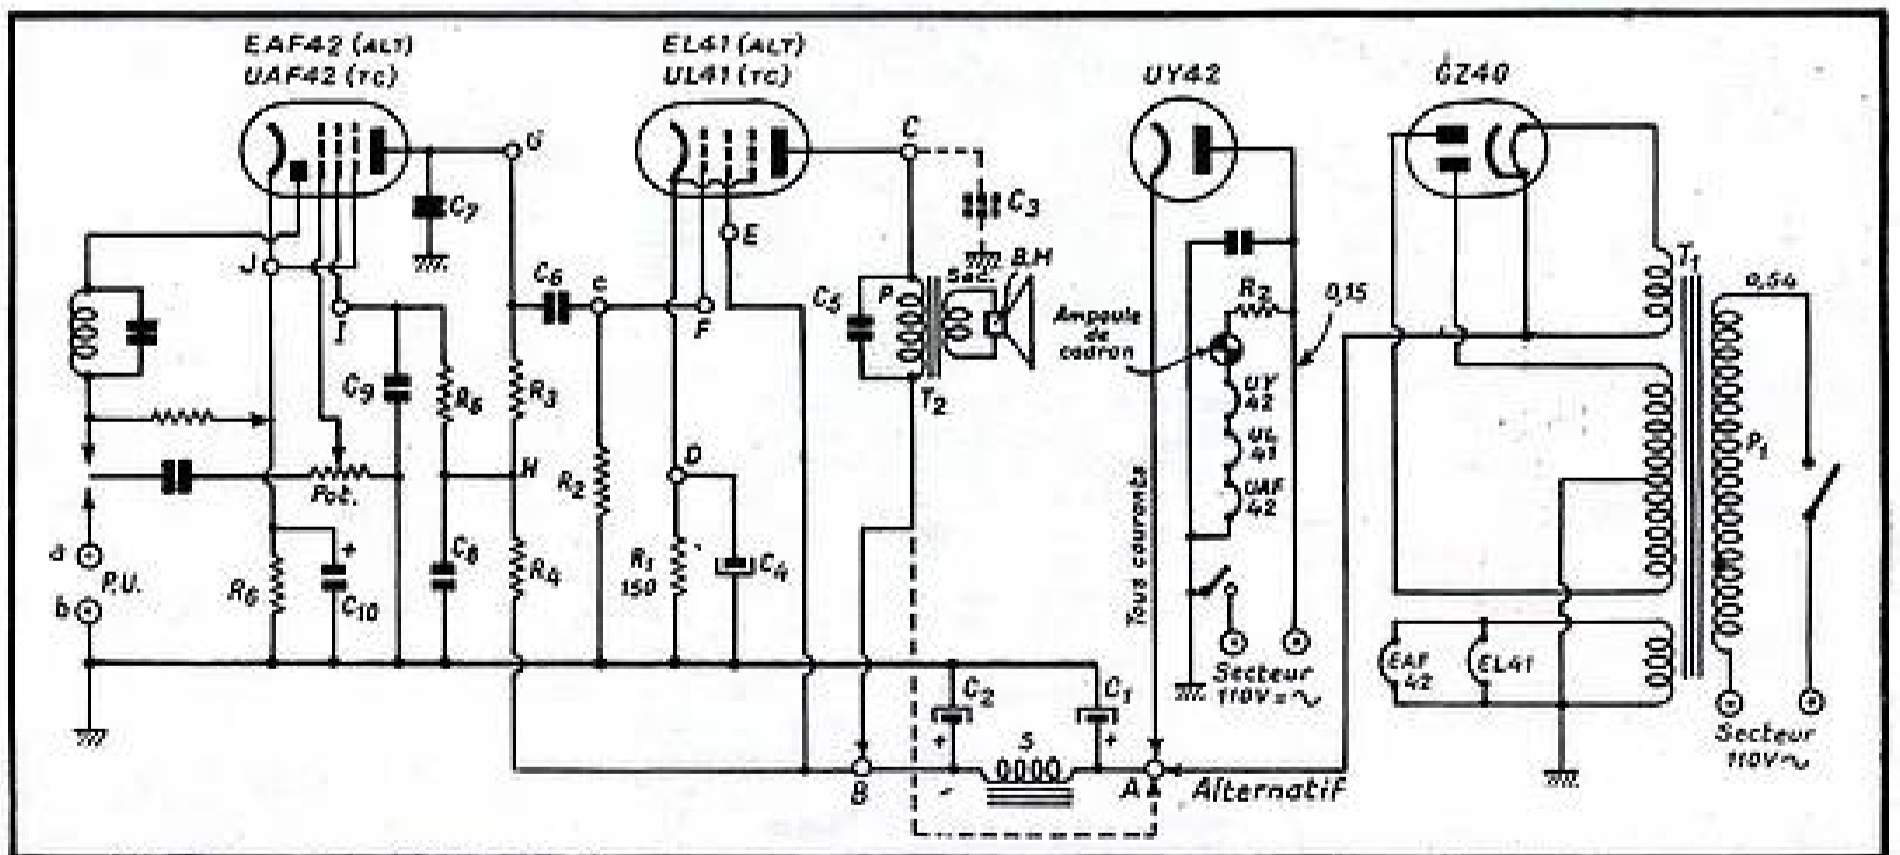 EAF42 (ALT)
UAF42 (TC)
EL41 (ALT)
UL41 (TC)
UY42
GZ40
G
C
C7
C3
E
J
C6
e
F
I
C5
P
Sec
B.M
T2
Ampoule
de
cadran
R2
0,15
T1
0,5A
P1
UY
42
UL
41
UAF
42
C9
R6
R3
R2
D
H
Pot.
a
P.U.
b
R6
+
C10
C8
R4
R1
150
C4
Tous courants
Secteur
110V = ~
EAF
42
EL41
Secteur
110V ~
C2
+
C1
+
S
B
-
A
Alternatif